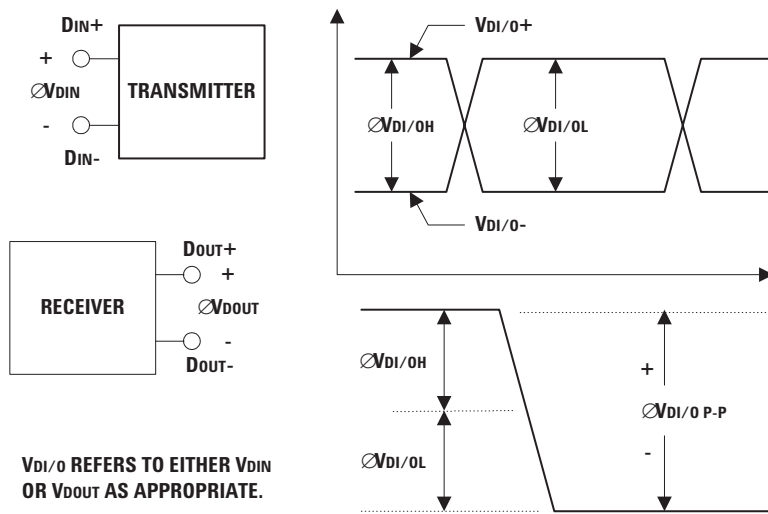 DIN+
+
∅VDIN
-
DIN-
TRANSMITTER
VDI/O+
∅VDI/OH
∅VDI/OL
VDI/O-
RECEIVER
DOUT+
+
∅VDOUT
-
DOUT-
∅VDI/OH
∅VDI/OL
+
∅VDI/O P-P
-
VDI/O REFERS TO EITHER VDIN
OR VDOUT AS APPROPRIATE.